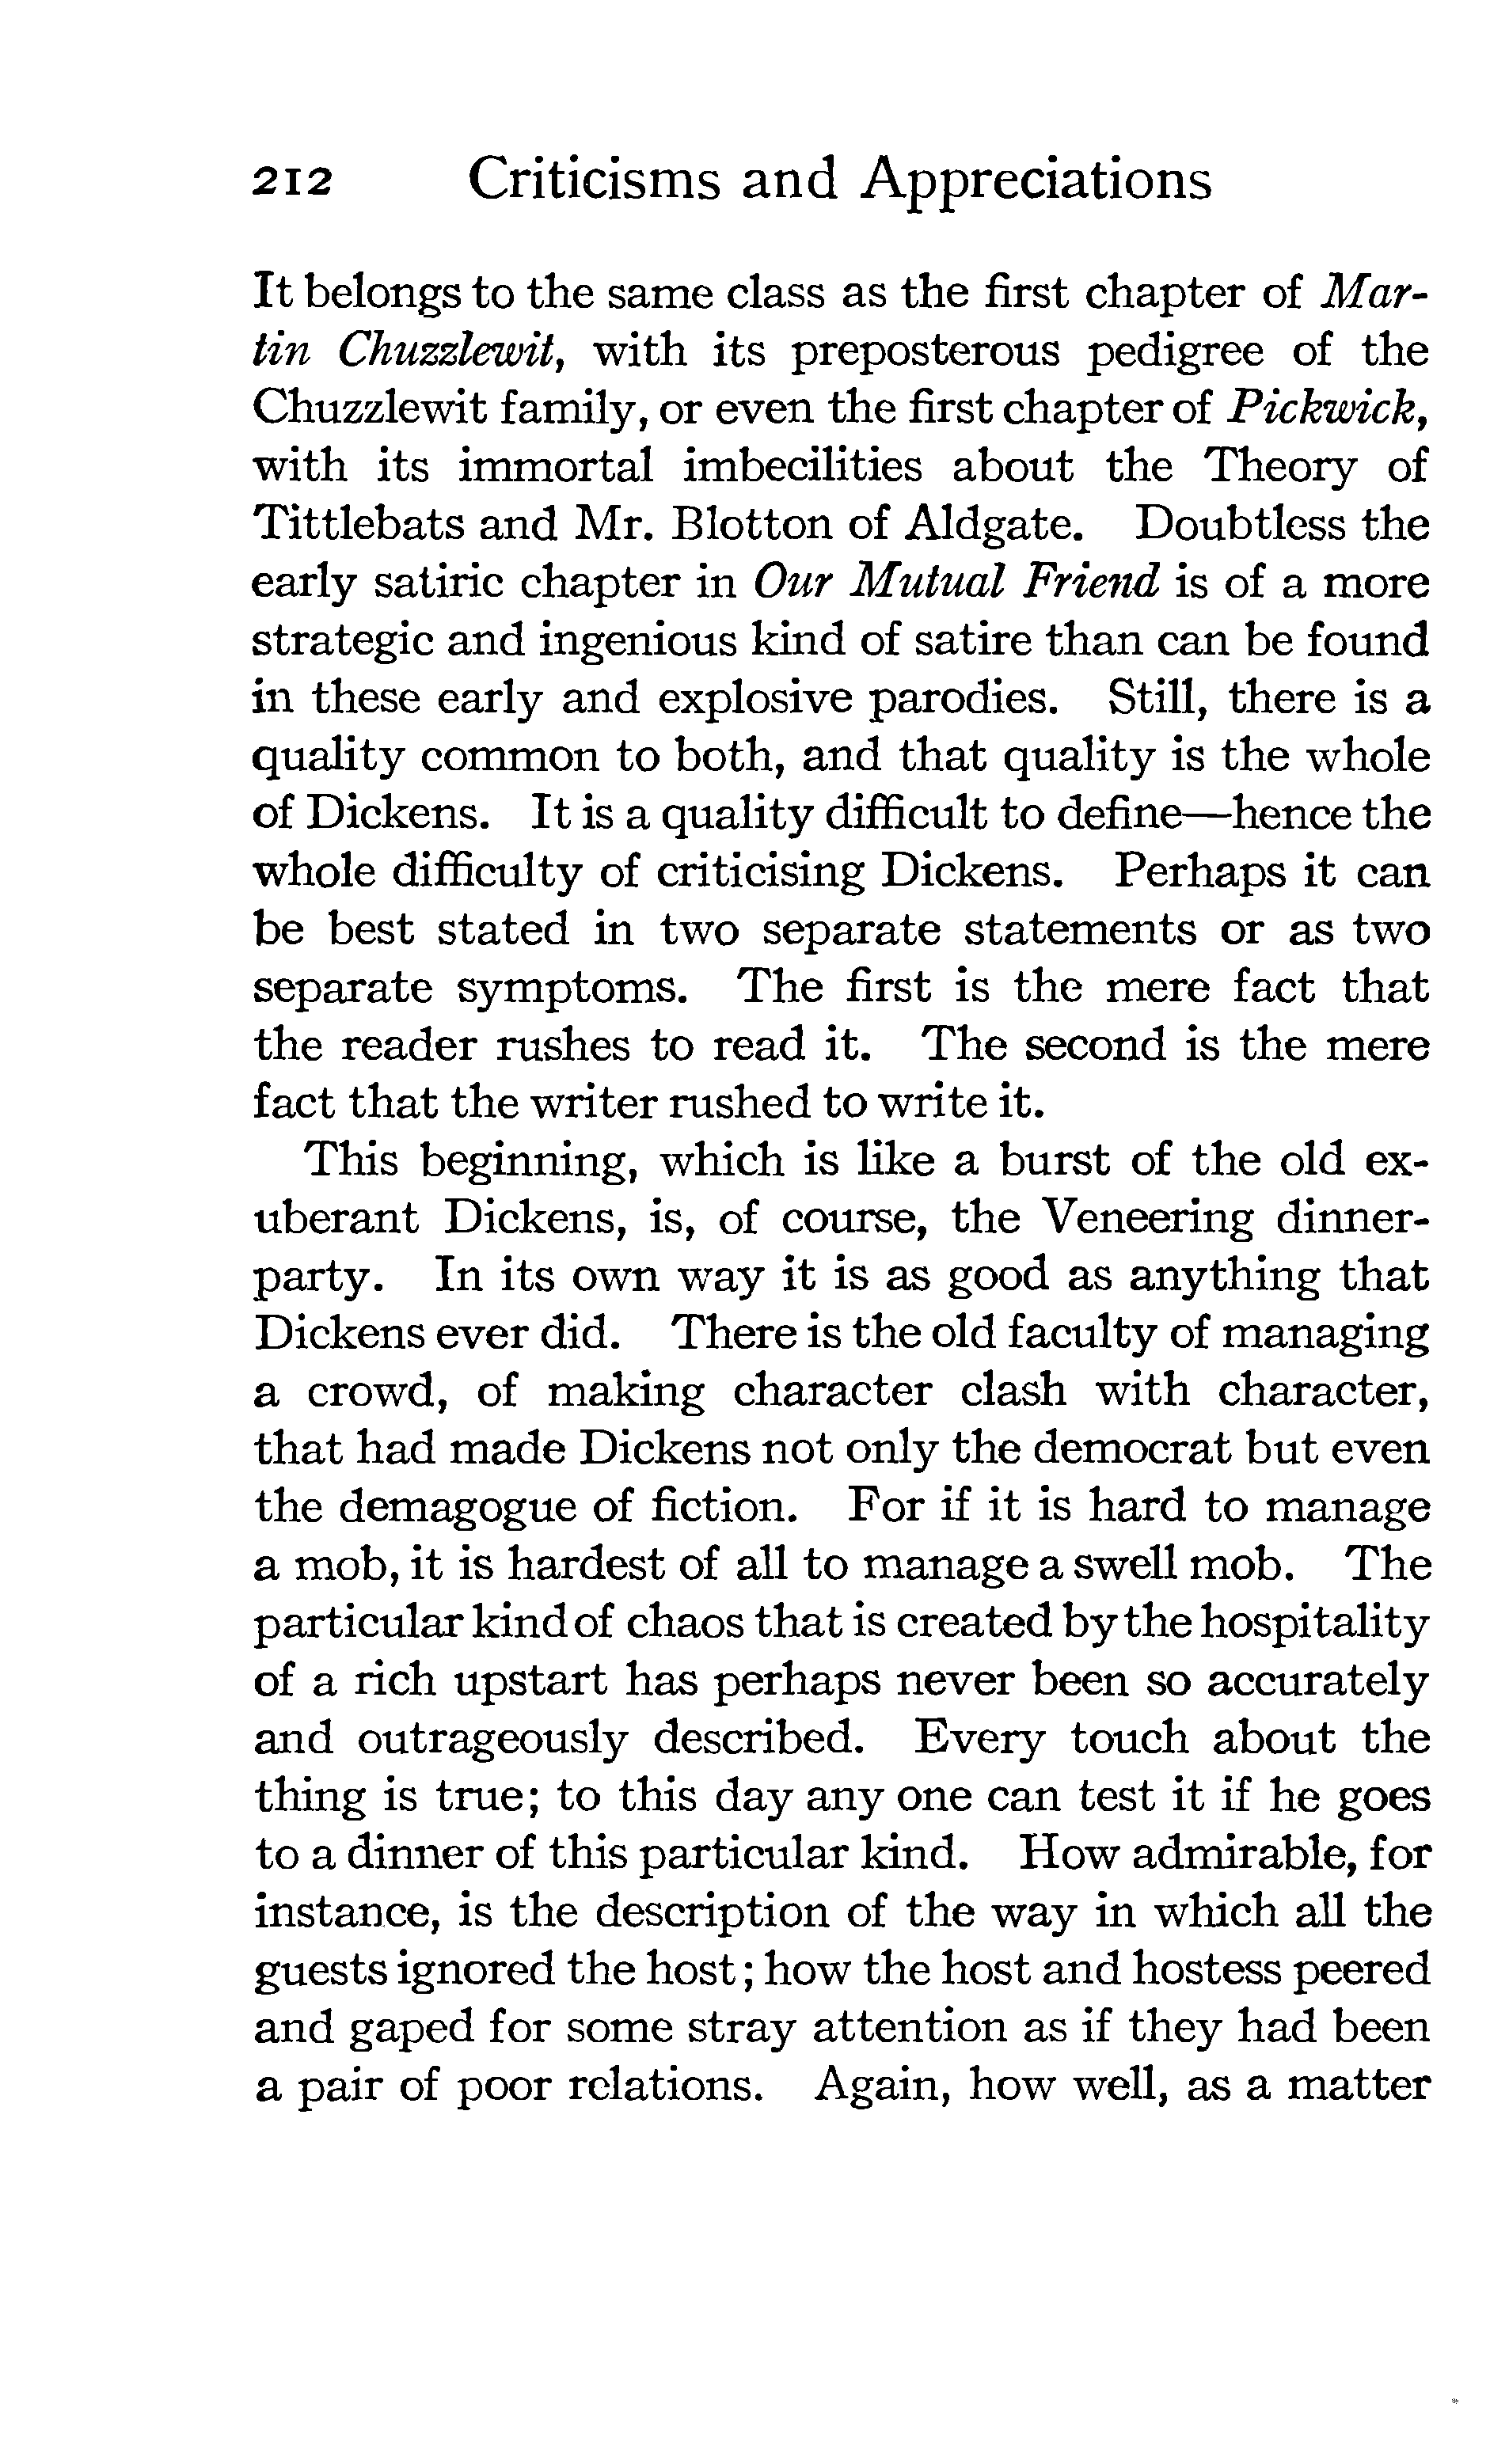 212 Criticisms and Appreciations
It belongs to the same class as the first chapter of Mar-
tin Chuzzlewit, with its preposterous pedigree of the
Chuzzlewit family, or even the first chapter of Pickwick,
with its immortal imbecilities about the Theory of
Tittlebats and Mr. Blotton of Aldgate. Doubtless the
early satiric chapter in Our Mutual Friend is of a more
strategic and ingenious kind of satire than can be found
in these early and explosive parodies. Still, there is a
quality common to both, and that quality is the whole
of Dickens. It is a quality difficult to define—hence the
whole difficulty of criticising Dickens. Perhaps it can
be best stated in two separate statements or as two
separate symptoms. The first is the mere fact that
the reader rushes to read it. The second is the mere
fact that the writer rushed to write it.
This beginning, which is like a burst of the old ex-
uberant Dickens, is, of course, the Veneering dinner-
party. In its own way it is as good as anything that
Dickens ever did. There is the old faculty of managing
a crowd, of making character clash with character,
that had made Dickens not only the democrat but even
the demagogue of fiction. For if it is hard to manage
a mob, it is hardest of all to manage a swell mob. The
particular kind of chaos that is created by the hospitality
of a rich upstart has perhaps never been so accurately
and outrageously described. Every touch about the
thing is true; to this day any one can test it if he goes
to a dinner of this particular kind. How admirable, for
instance, is the description of the way in which all the
guests ignored the host; how the host and hostess peered
and gaped for some stray attention as if they had been
a pair of poor relations. Again, how well, as a matter